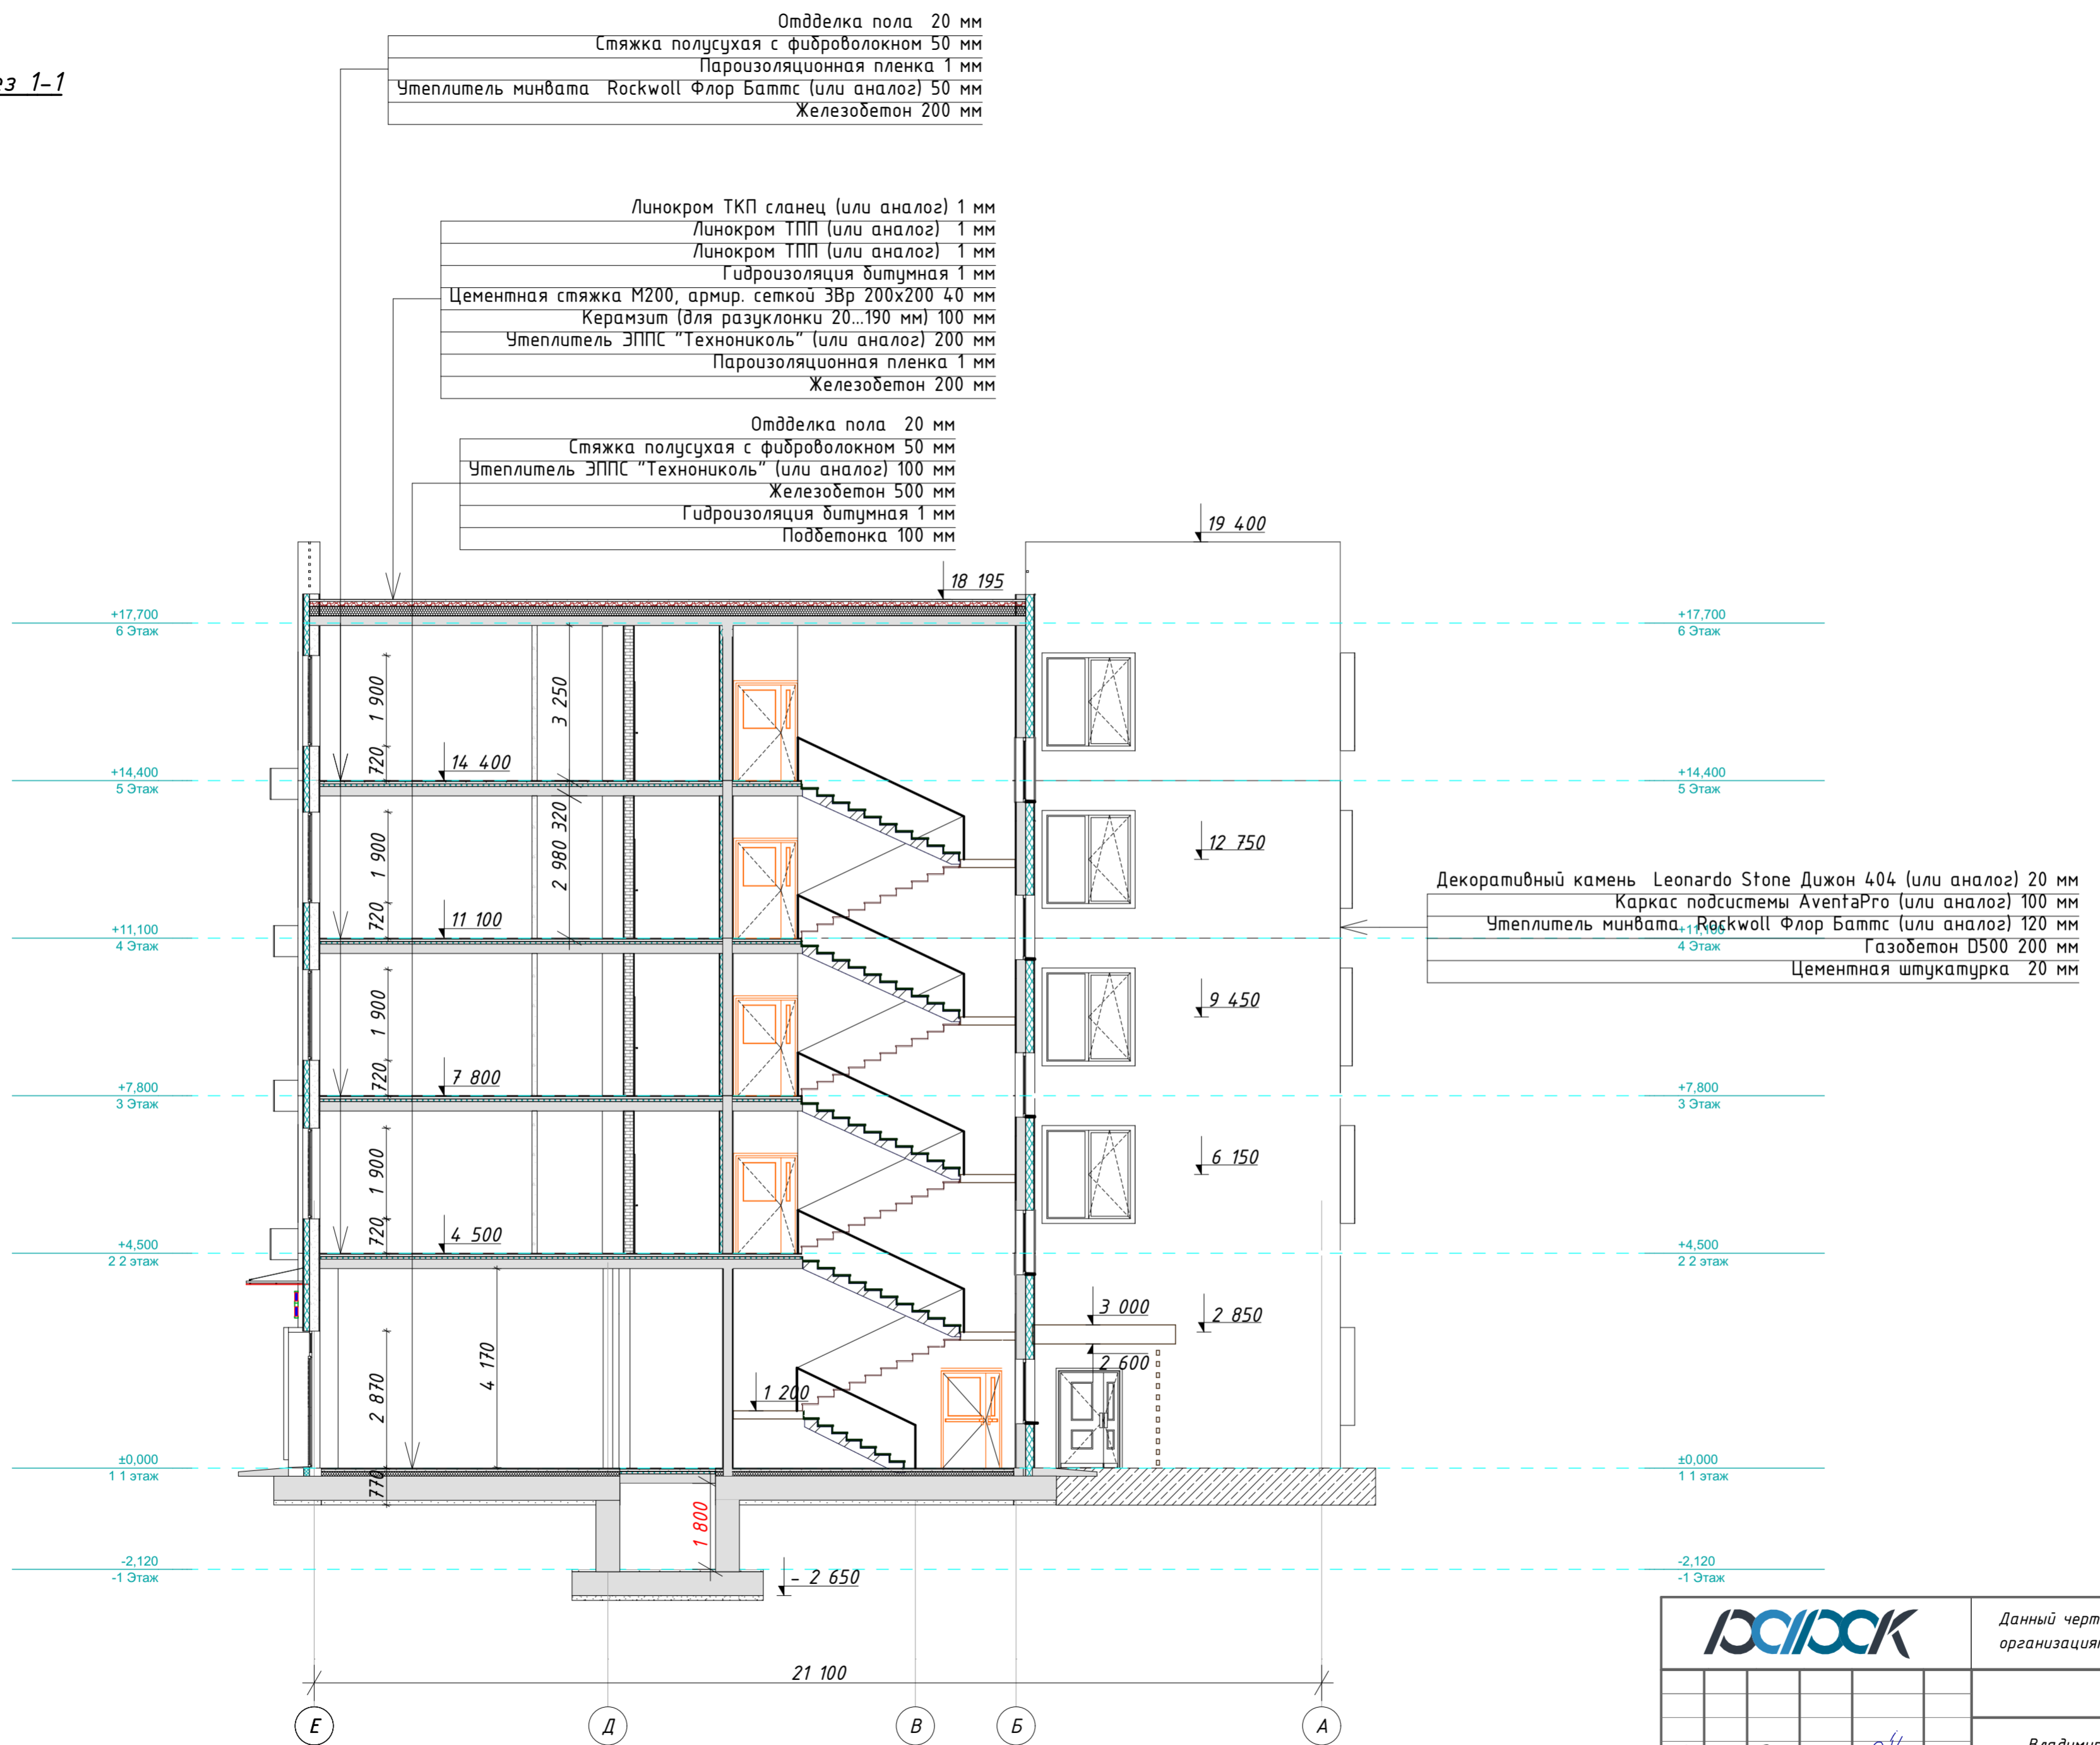 ез 1-1
Отдделка пола 20 мм
Стяжка полусухая с фиброволокном 50 мм
Пароизоляционная пленка 1 мм
Утеплитель минвата Rockwoll Флор Баттс (или аналог) 50 мм
Железобетон 200 мм
Линокром ТКП сланец (или аналог) 1 мм
Линокром ТПП (или аналог) 1 мм
Линокром ТПП (или аналог) 1 мм
Гидроизоляция битумная 1 мм
Цементная стяжка М200, армир. сеткой 3Вр 200х200 40 мм
Керамзит (для разуклонки 20...190 мм) 100 мм
Утеплитель ЭППС "Технониколь" (или аналог) 200 мм
Пароизоляционная пленка 1 мм
Железобетон 200 мм
Отдделка пола 20 мм
Стяжка полусухая с фиброволокном 50 мм
Утеплитель ЭППС "Технониколь" (или аналог) 100 мм
Железобетон 500 мм
Гидроизоляция битумная 1 мм
Подбетонка 100 мм
19 400
18 195
+17,700
6 Этаж
+17,700
6 Этаж
1 900
3 250
720
14 400
+14,400
5 Этаж
+14,400
5 Этаж
1 900
2 980
320
12 750
720
11 100
+11,100
4 Этаж
Декоративный камень Leonardo Stone Дижон 404 (или аналог) 20 мм
Каркас подсистемы AventaPro (или аналог) 100 мм
Утеплитель минвата Rockwoll Флор Баттс (или аналог) 120 мм
Газобетон D500 200 мм
Цементная штукатурка 20 мм
+11,100
4 Этаж
1 900
9 450
720
7 800
+7,800
3 Этаж
+7,800
3 Этаж
1 900
6 150
720
4 500
+4,500
2 2 этаж
+4,500
2 2 этаж
3 000
2 850
2 600
4 170
2 870
1 200
±0,000
1 1 этаж
±0,000
1 1 этаж
770
1 800
-2,120
-1 Этаж
-2,120
-1 Этаж
- 2 650
21 100
Е
Д
В
Б
А
Данный черт
организация
Владимир